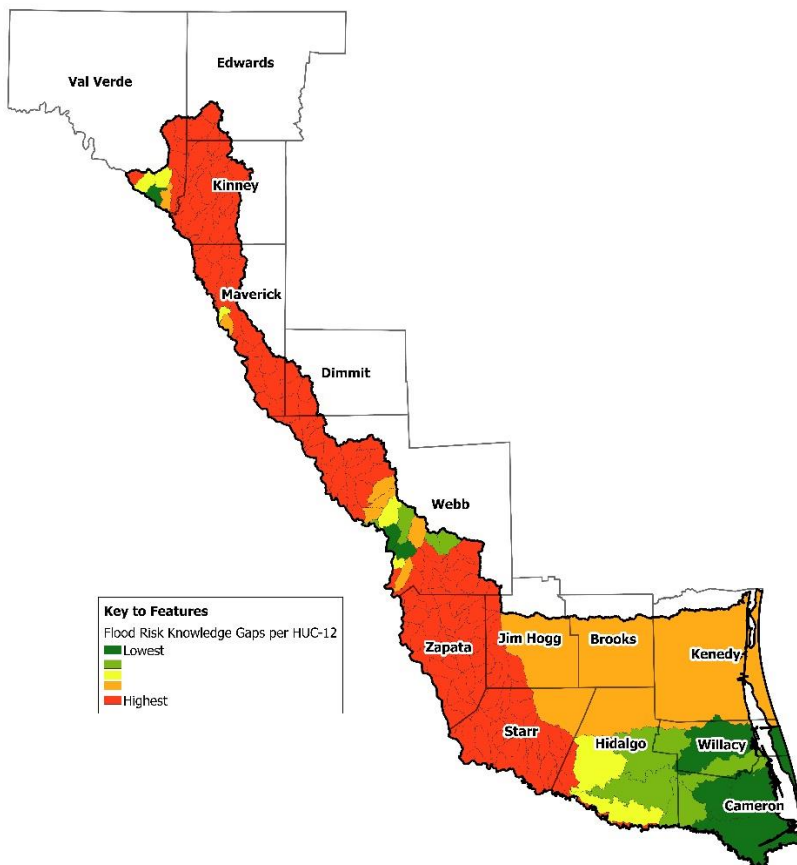 Edwards
Val Verde
Kinney
Maverick
Dimmit
Webb
Key to Features
Flood Risk Knowledge Gaps per HUC-12
Lowest
Highest
Zapata
Jim Hogg
Brooks
Kenedy
Starr
Hidalgo
Willacy
Cameron